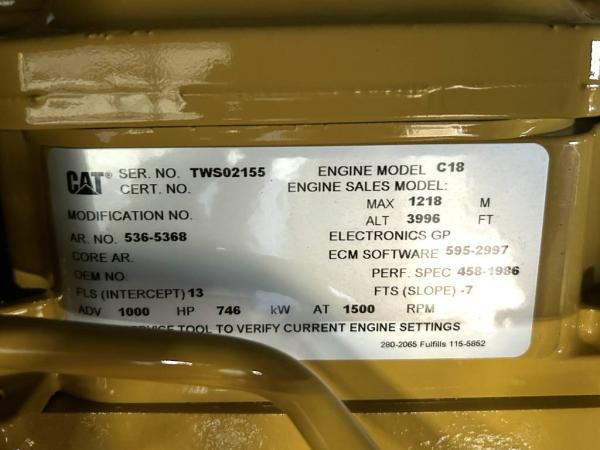 CAT® SER. NO. TWS02155 ENGINE MODEL C18
CERT. NO. ENGINE SALES MODEL:
MAX 1218 M
MODIFICATION NO. ALT 3996 FT
AR. NO. 536-5368 ELECTRONICS GP
CORE AR. ECM SOFTWARE 595-2997
OEM NO. PERF. SPEC 458-1986
FLS (INTERCEPT) 13 FTS (SLOPE) -7
ADV 1000 HP 746 kW AT 1500 RPM
TOOL TO VERIFY CURRENT ENGINE SETTINGS
280-2065 Fulfills 115-5852